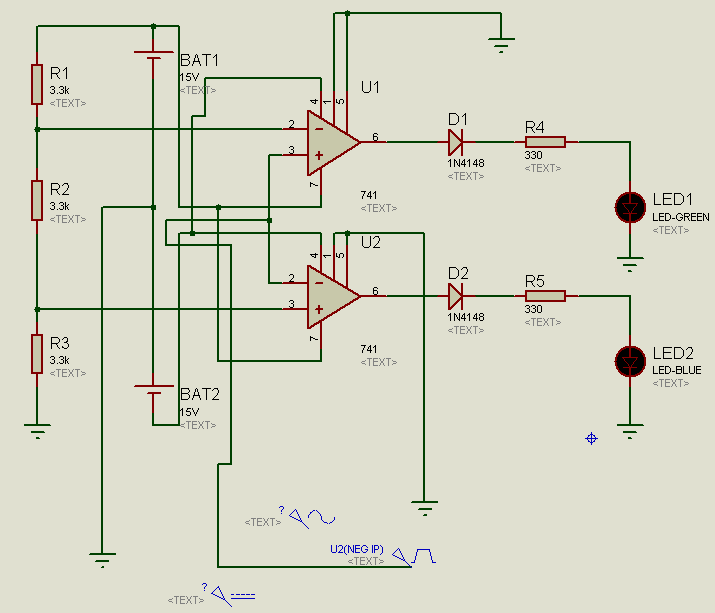 BAT1
15V
<TEXT>
R1
3.3k
<TEXT>
U1
4
1
5
2
3
6
7
741
<TEXT>
D1
1N4148
<TEXT>
R4
330
<TEXT>
R2
3.3k
<TEXT>
LED1
LED-GREEN
<TEXT>
U2
4
1
5
2
3
6
7
741
<TEXT>
D2
1N4148
<TEXT>
R5
330
<TEXT>
R3
3.3k
<TEXT>
LED2
LED-BLUE
<TEXT>
BAT2
15V
<TEXT>
?
<TEXT>
U2(NEG IP)
<TEXT>
?
<TEXT>